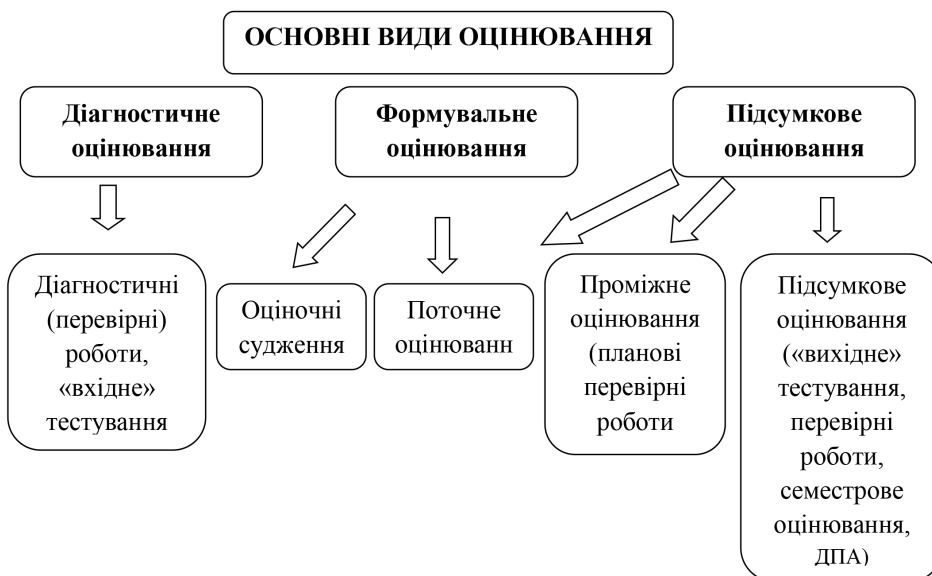 ОСНОВНІ ВИДИ ОЦІНЮВАННЯ
Діагностичне
оцінювання
Формувальне
оцінювання
Підсумкове
оцінювання
Діагностичні
(перевірні)
роботи,
«вхідне»
тестування
Оціночні
судження
Поточне
оцінюванн
Проміжне
оцінювання
(планові
перевірні
роботи
Підсумкове
оцінювання
(«вихідне»
тестування,
перевірні
роботи,
семестрове
оцінювання,
ДПА)